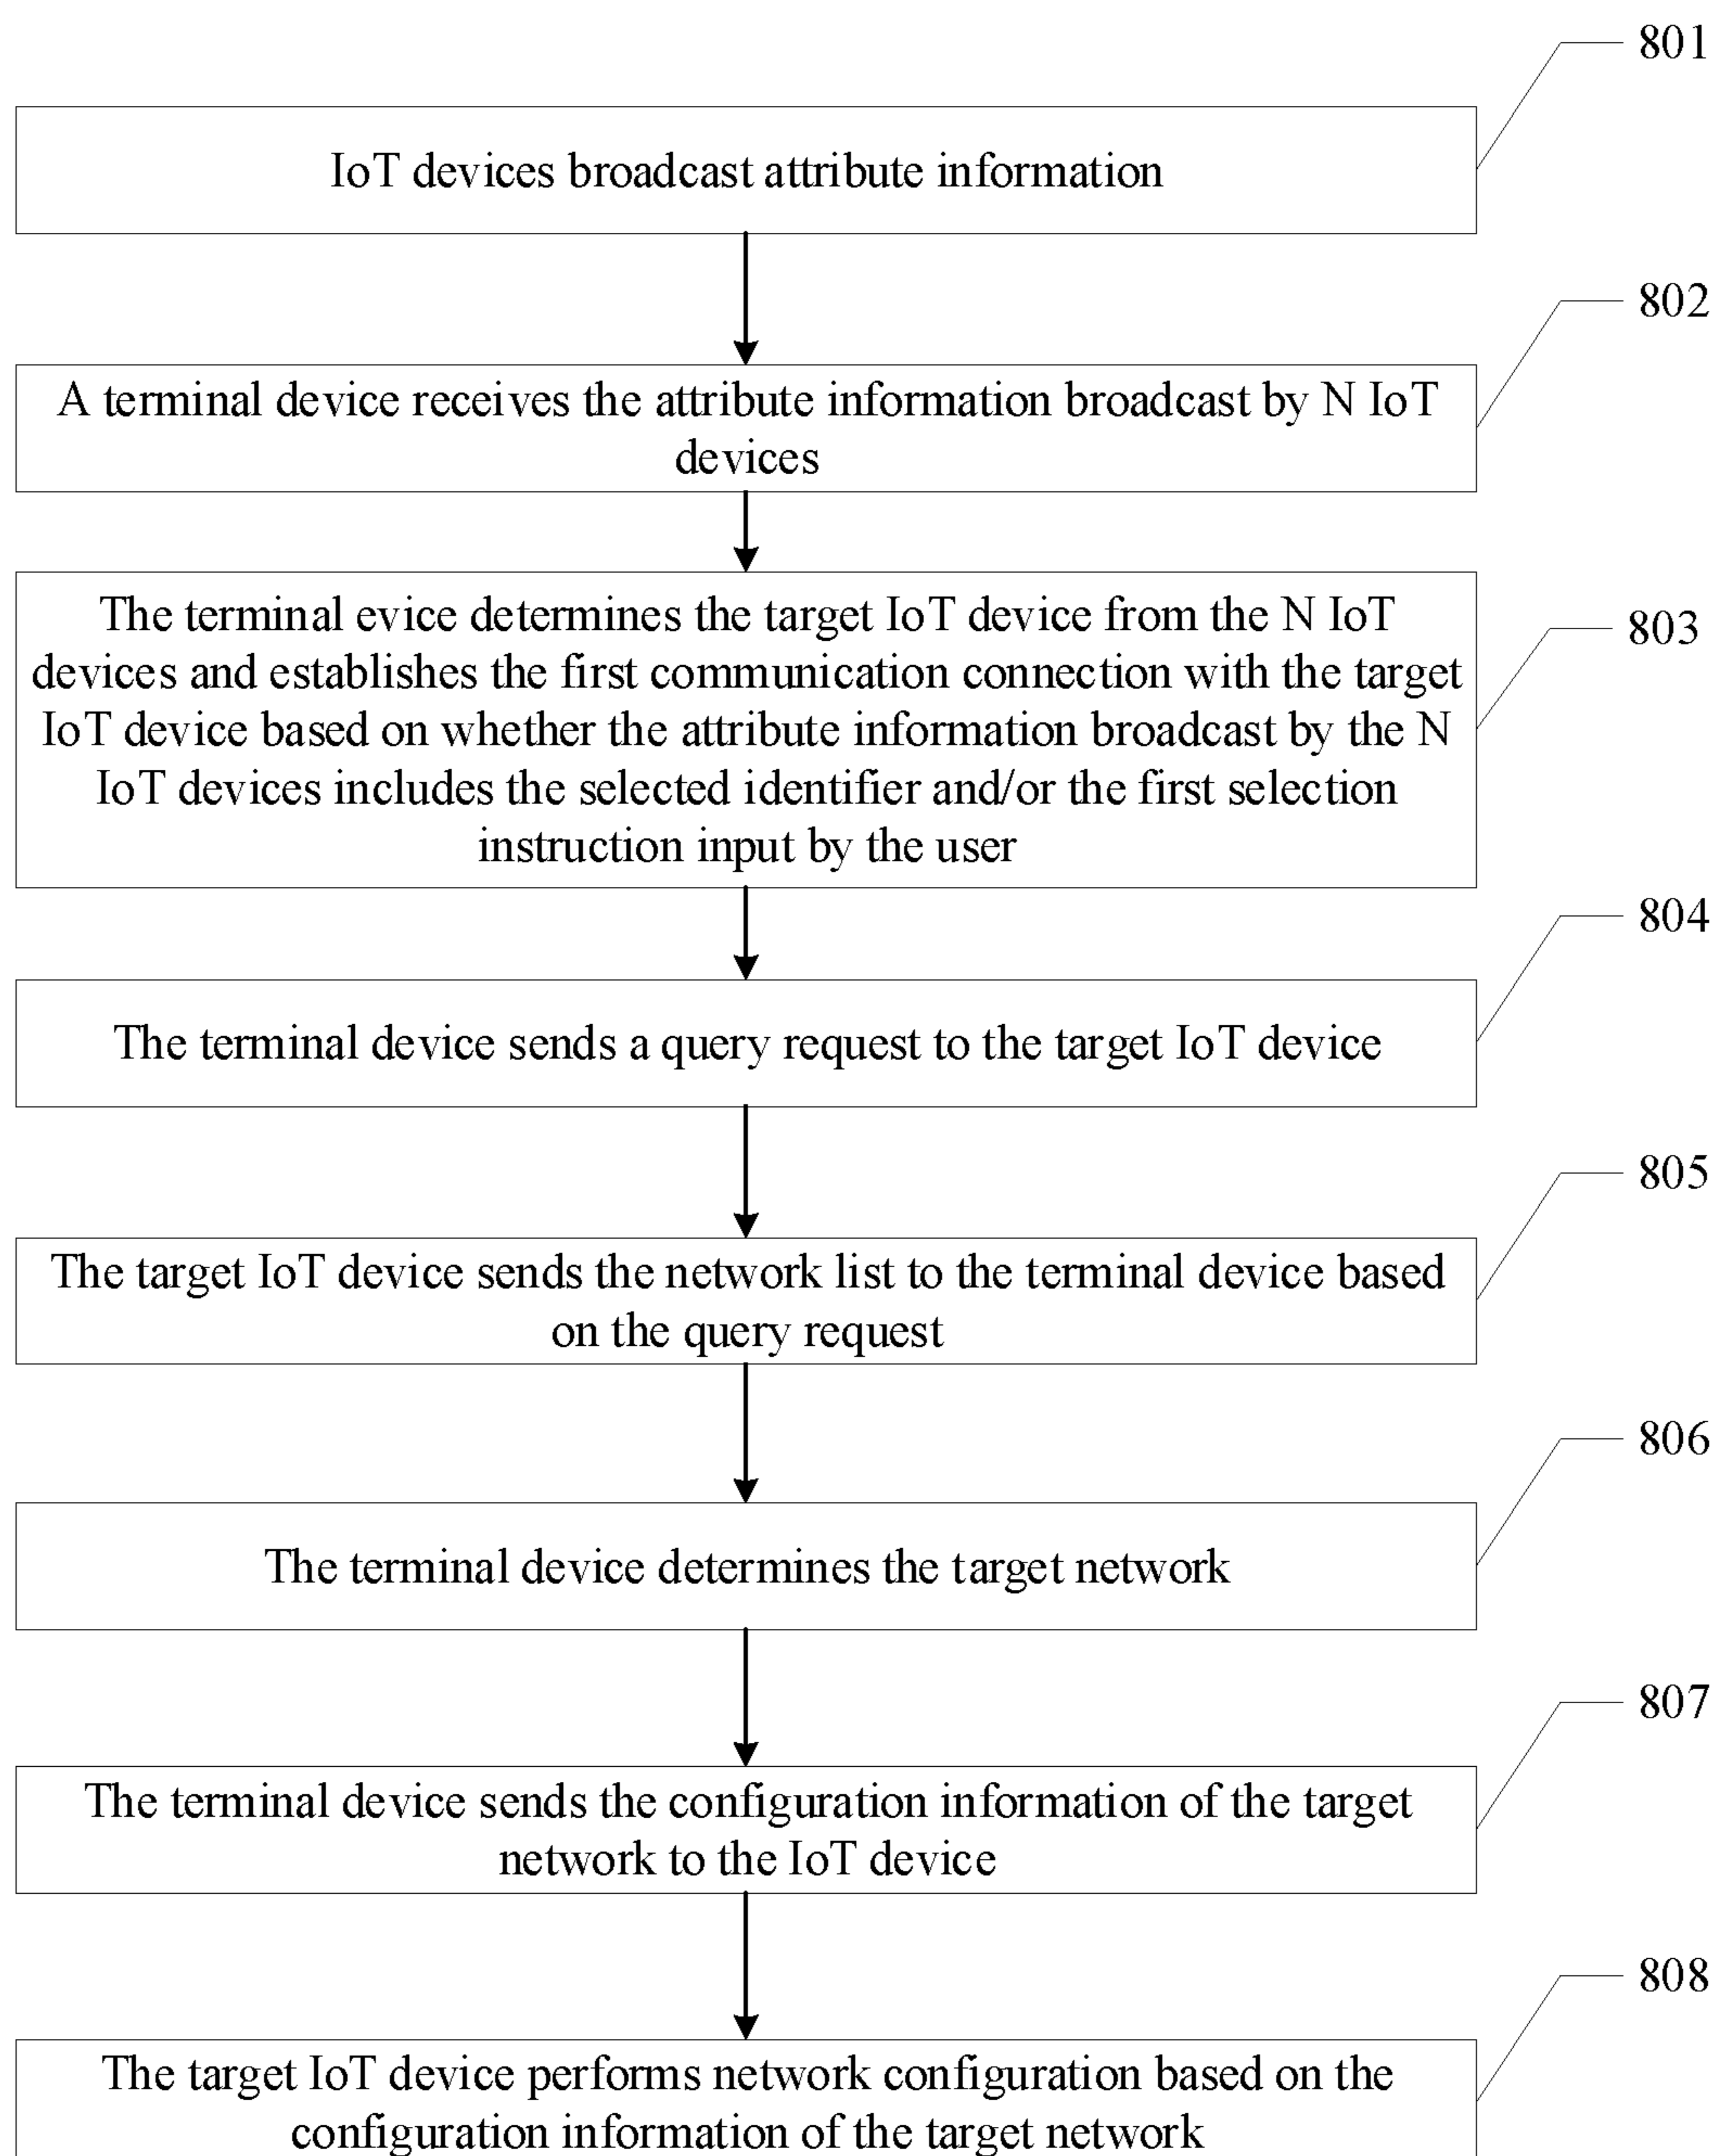 801
IoT devices broadcast attribute information
802
A terminal device receives the attribute information broadcast by N IoT
devices
The terminal evice determines the target IoT device from the N IoT
803
devices and establishes the first communication connection with the target
IoT device based on whether the attribute information broadcast by the N
IoT devices includes the selected identifier and/or the first selection
instruction input by the user
804
The terminal device sends a query request to the target IoT device
805
The target IoT device sends the network list to the terminal device based
on the query request
806
The terminal device determines the target network
807
The terminal device sends the configuration information of the target
network to the IoT device
808
The target IoT device performs network configuration based on the
configuration information of the target network